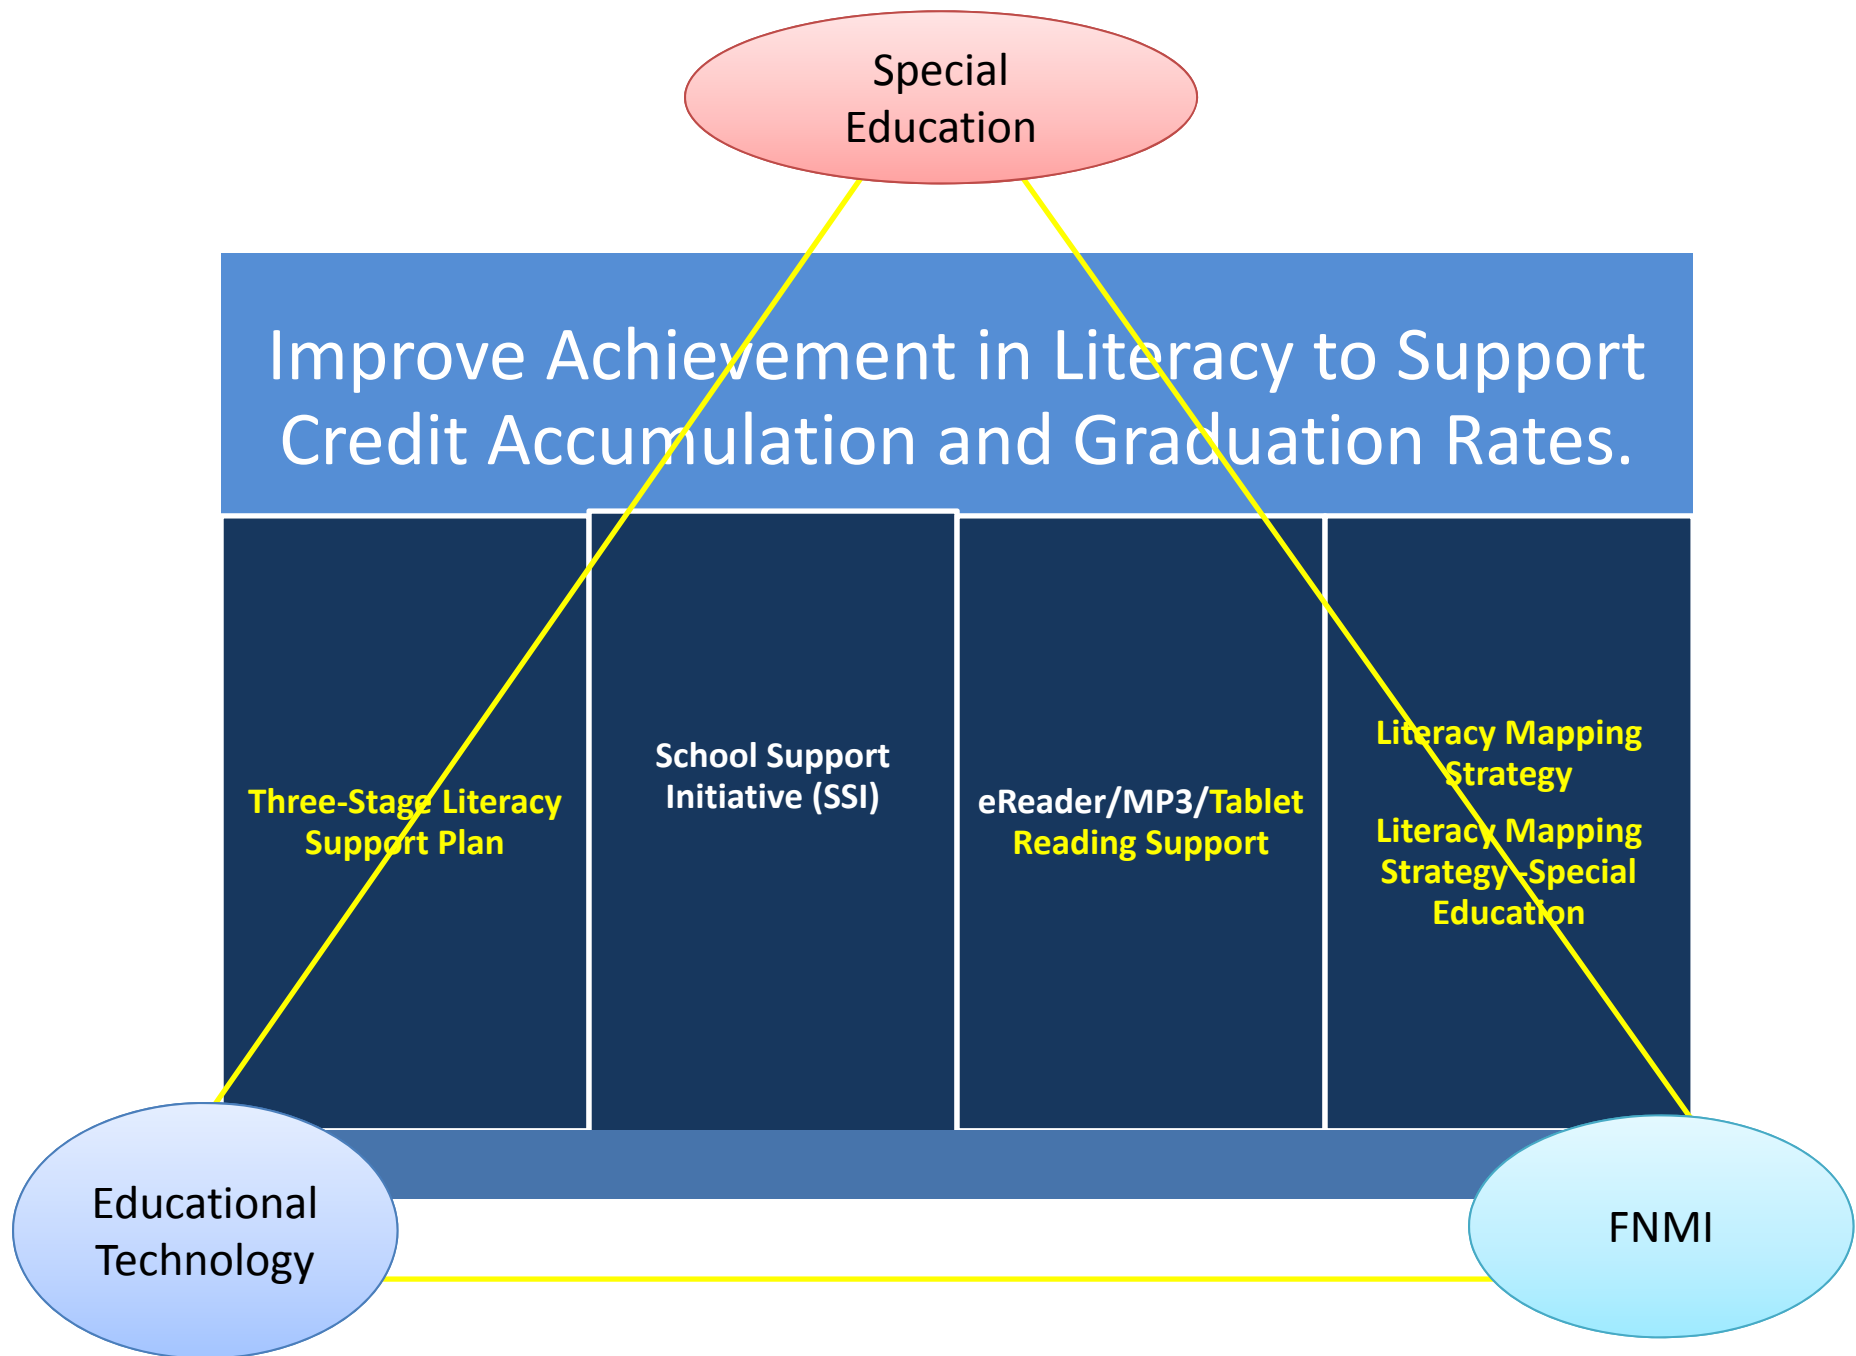 Special
Education
Improve Achievement in Literacy to Support
Credit Accumulation and Graduation Rates.
Three-Stage Literacy
Support Plan
School Support
Initiative (SSI)
eReader/MP3/Tablet
Reading Support
Literacy Mapping
Strategy
Literacy Mapping
Strategy -Special
Education
Educational
Technology
FNMI